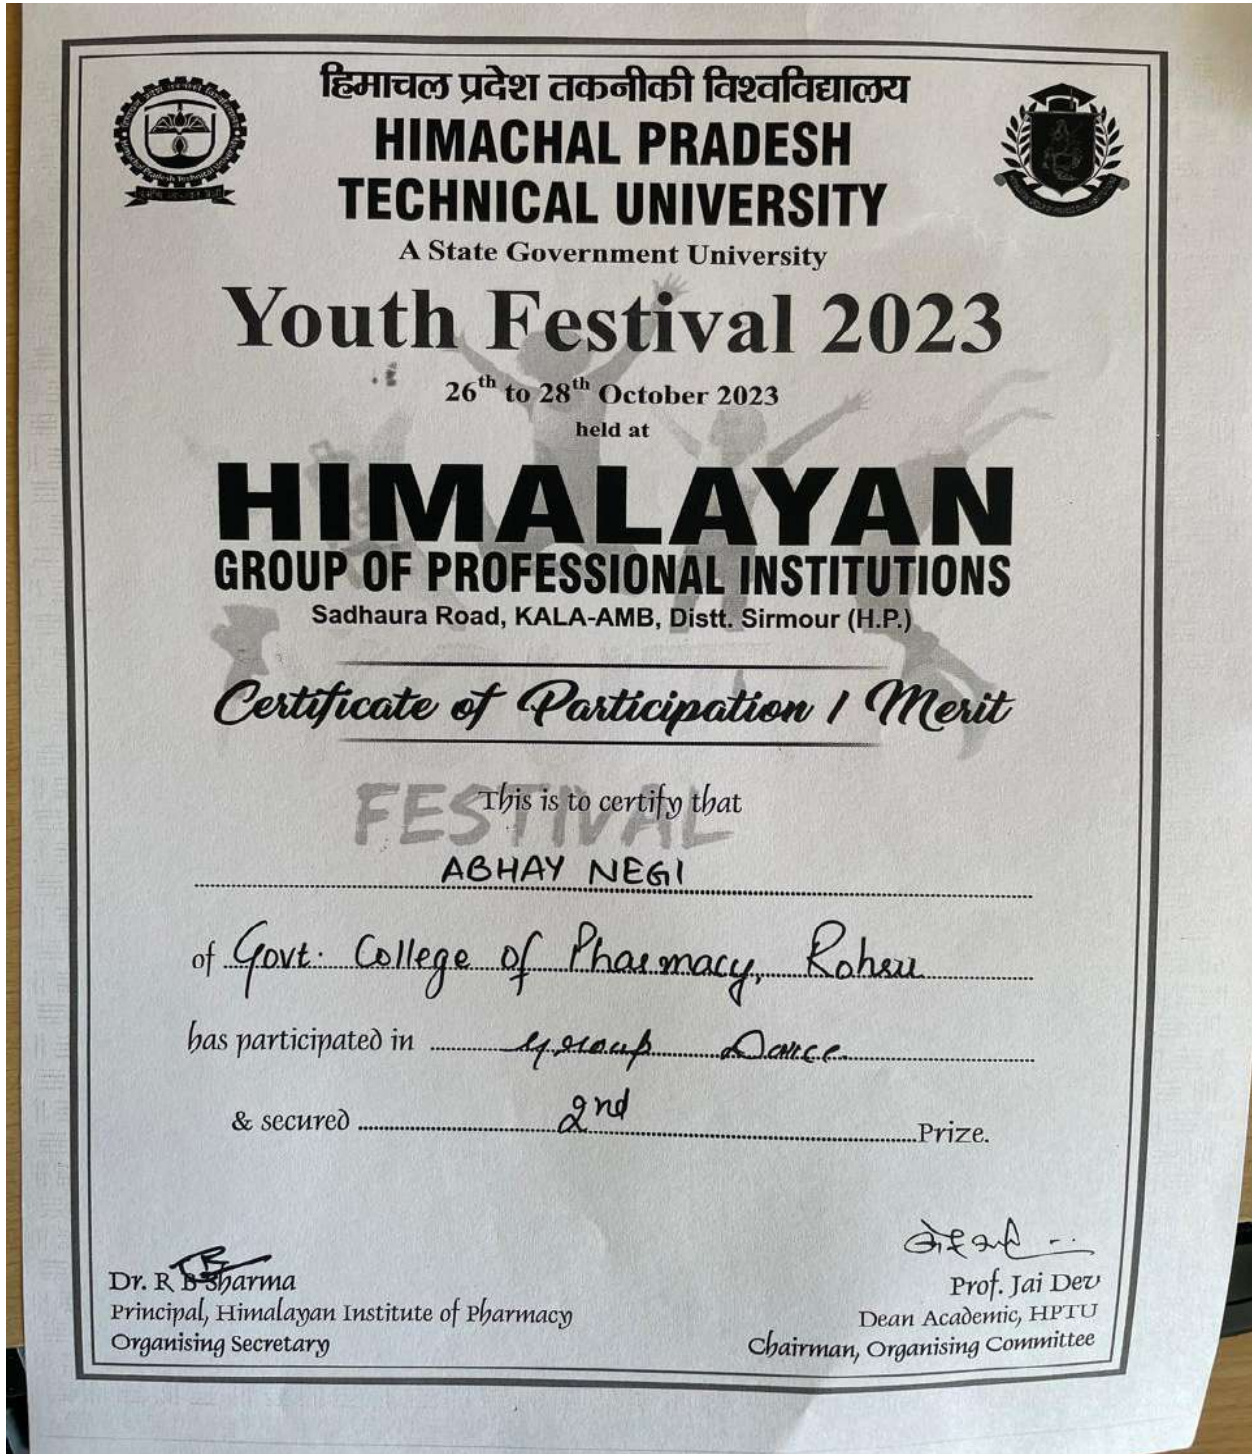 हिमाचल प्रदेश तकनीकी विश्वविद्यालय
HIMACHAL PRADESH
TECHNICAL UNIVERSITY
A State Government University
Youth Festival 2023
26th to 28th October 2023
held at
HIMALAYAN
GROUP OF PROFESSIONAL INSTITUTIONS
Sadhaura Road, KALA-AMB, Distt. Sirmour (H.P.)
Certificate of Participation / Merit
FESTIVAL
This is to certify that
ABHAY NEGI
of Govt. College of Pharmacy, Rohru
has participated in Group Dance
& secured 2nd Prize.
Dr. R B Sharma
Principal, Himalayan Institute of Pharmacy
Organising Secretary
Prof. Jai Dev
Dean Academic, HPTU
Chairman, Organising Committee